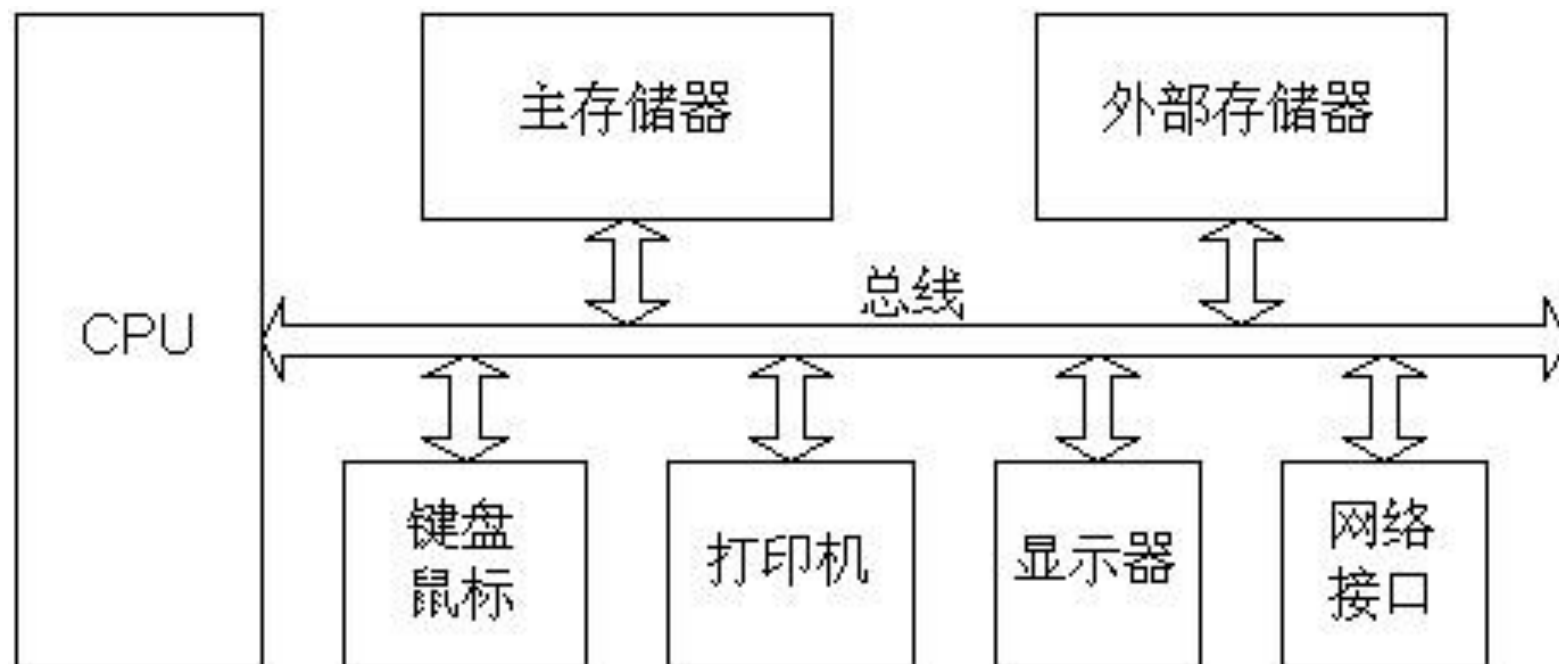 主存储器
外部存储器
总线
CPU
键盘
鼠标
打印机
显示器
网络
接口